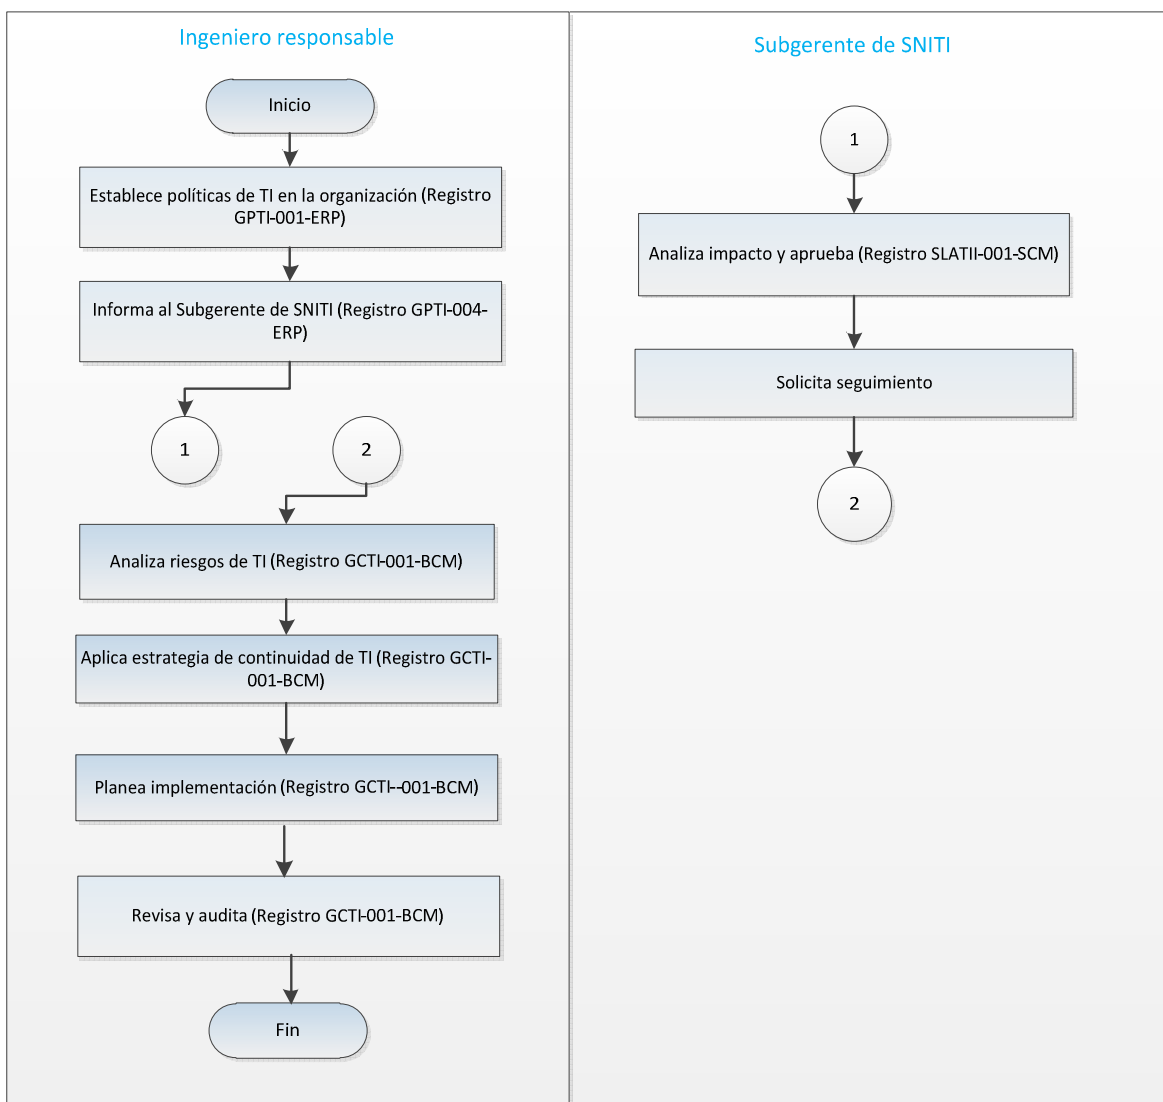 Ingeniero responsable
Inicio
Establece políticas de TI en la organización (Registro
GPTI-001-ERP)
Informa al Subgerente de SNITI (Registro GPTI-004-
ERP)
1
2
Analiza riesgos de TI (Registro GCTI-001-BCM)
Aplica estrategia de continuidad de TI (Registro GCTI-
001-BCM)
Planea implementación (Registro GCTI--001-BCM)
Revisa y audita (Registro GCTI-001-BCM)
Fin
Subgerente de SNITI
1
Analiza impacto y aprueba (Registro SLATII-001-SCM)
Solicita seguimiento
2